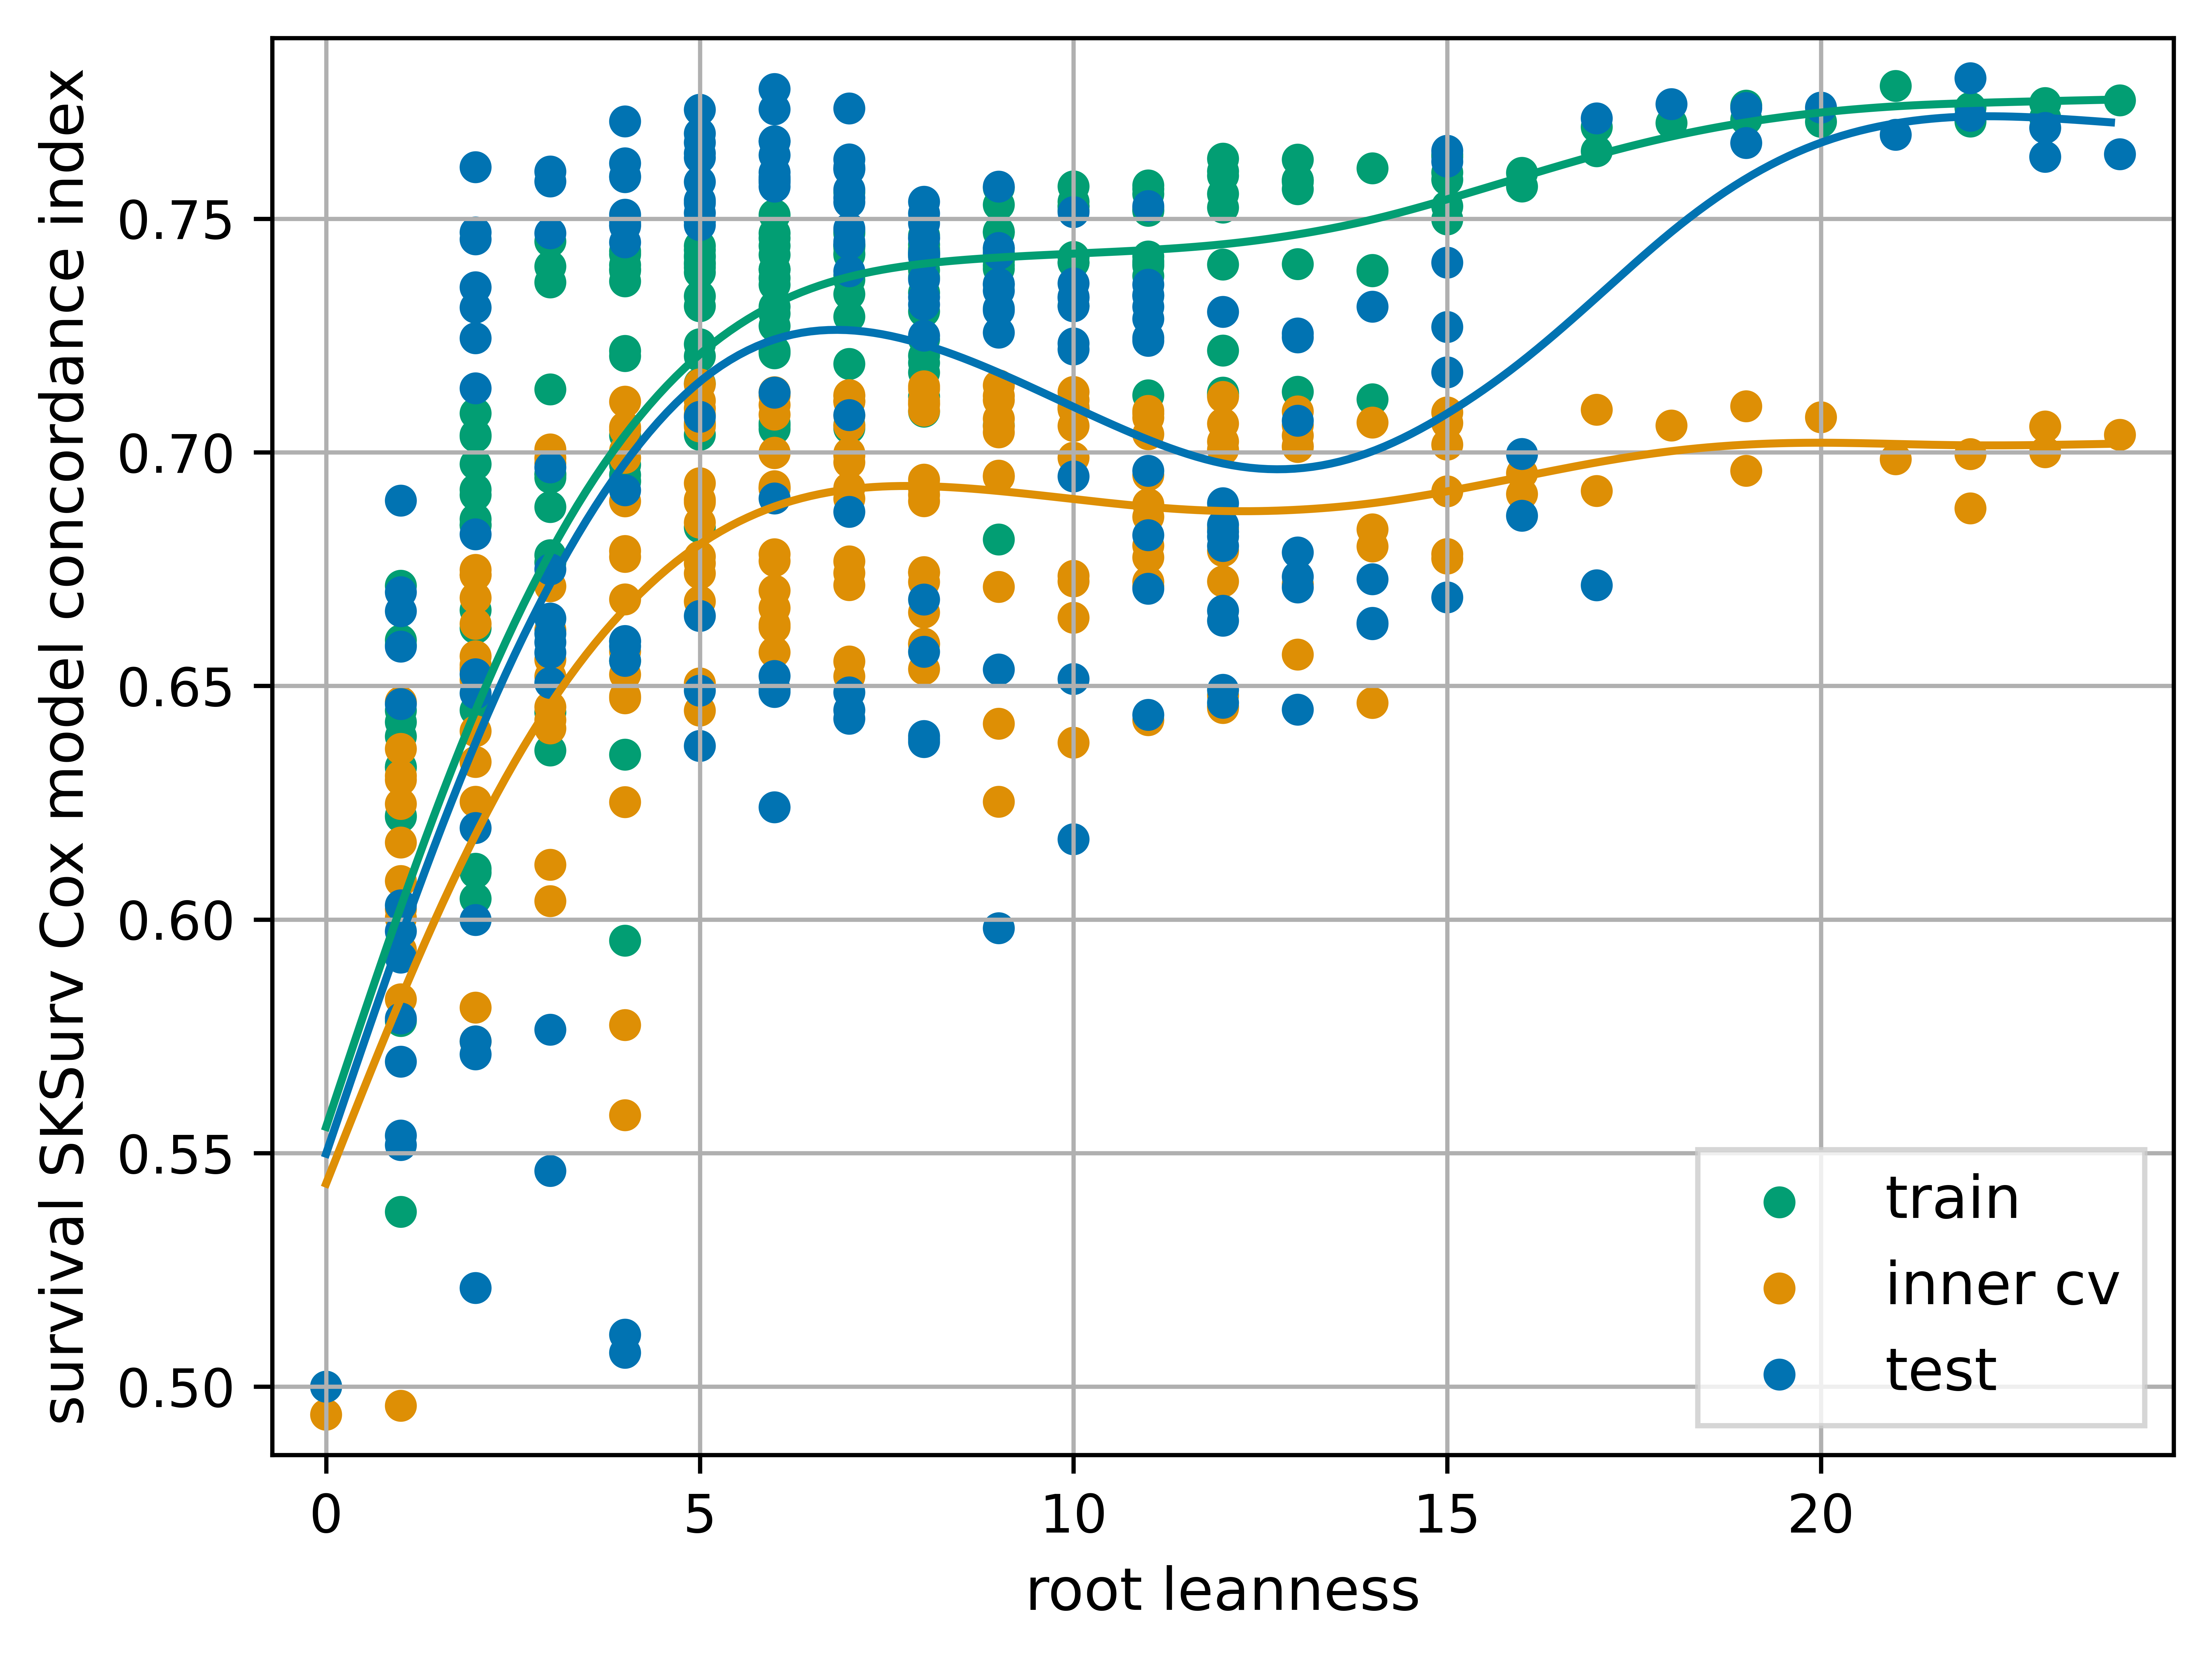 survival SKSurv Cox model concordance index
0.75
0.70
0.65
0.60
0.55
0.50
train
inner cv
test
0 5 10 15 20
root leanness